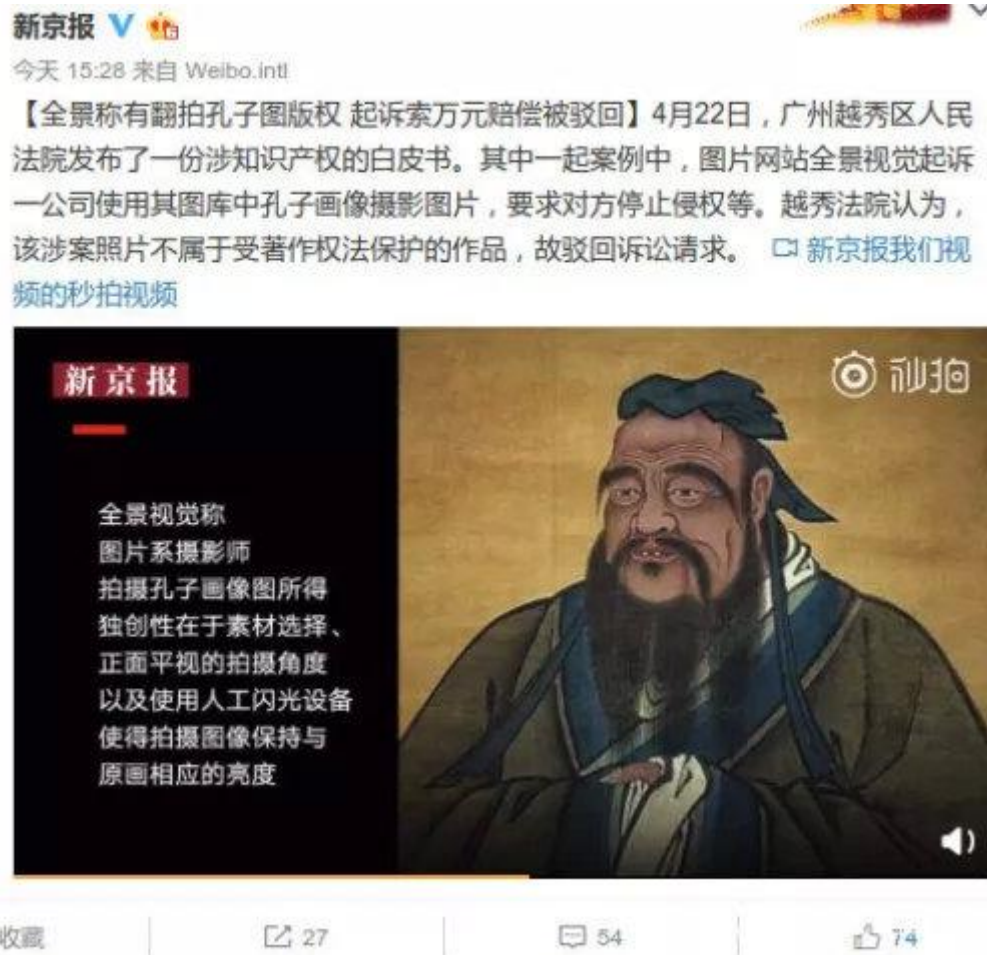 新京报
今天 15:28 来自 Weibo.intl
【全景称有翻拍孔子图版权 起诉索万元赔偿被驳回】4月22日，广州越秀区人民
法院发布了一份涉知识产权的白皮书。其中一起案例中，图片网站全景视觉起诉
一公司使用其图库中孔子画像摄影图片，要求对方停止侵权等。越秀法院认为，
该涉案照片不属于受著作权法保护的作品，故驳回诉讼请求。 新京报我们视
频的秒拍视频
新京报
秒拍
全景视觉称
图片系摄影师
拍摄孔子画像图所得
独创性在于素材选择、
正面平视的拍摄角度
以及使用人工闪光设备
使得拍摄图像保持与
原画相应的亮度
收藏 27 54 74